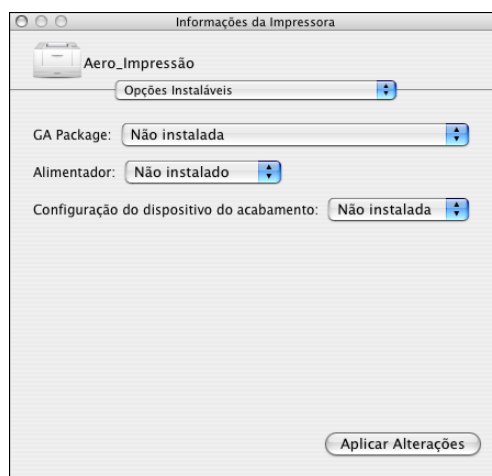 Informações da Impressora
Aero_Impressão
Opções Instaláveis
GA Package: Não instalada
Alimentador: Não instalado
Configuração do dispositivo do acabamento: Não instalada
Aplicar Alterações